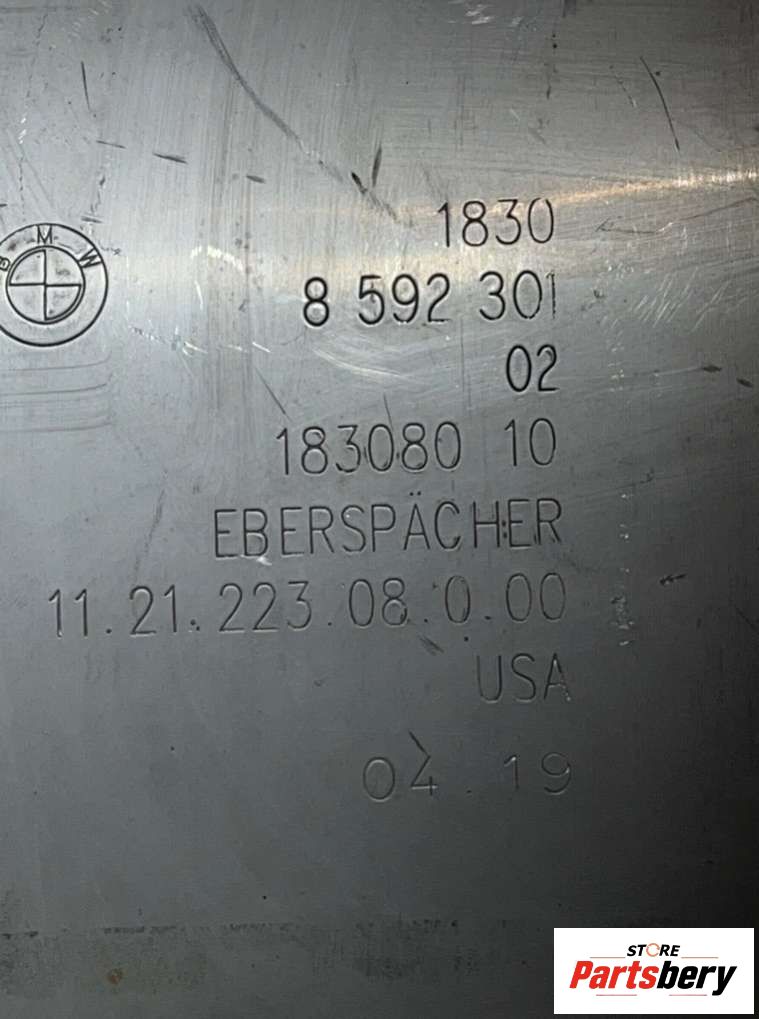 BMW
1830
8 592 301
02
183080 10
EBERSPÄCHER
11.21.223.08.0.00
USA
04.19
STORE
Partsbery